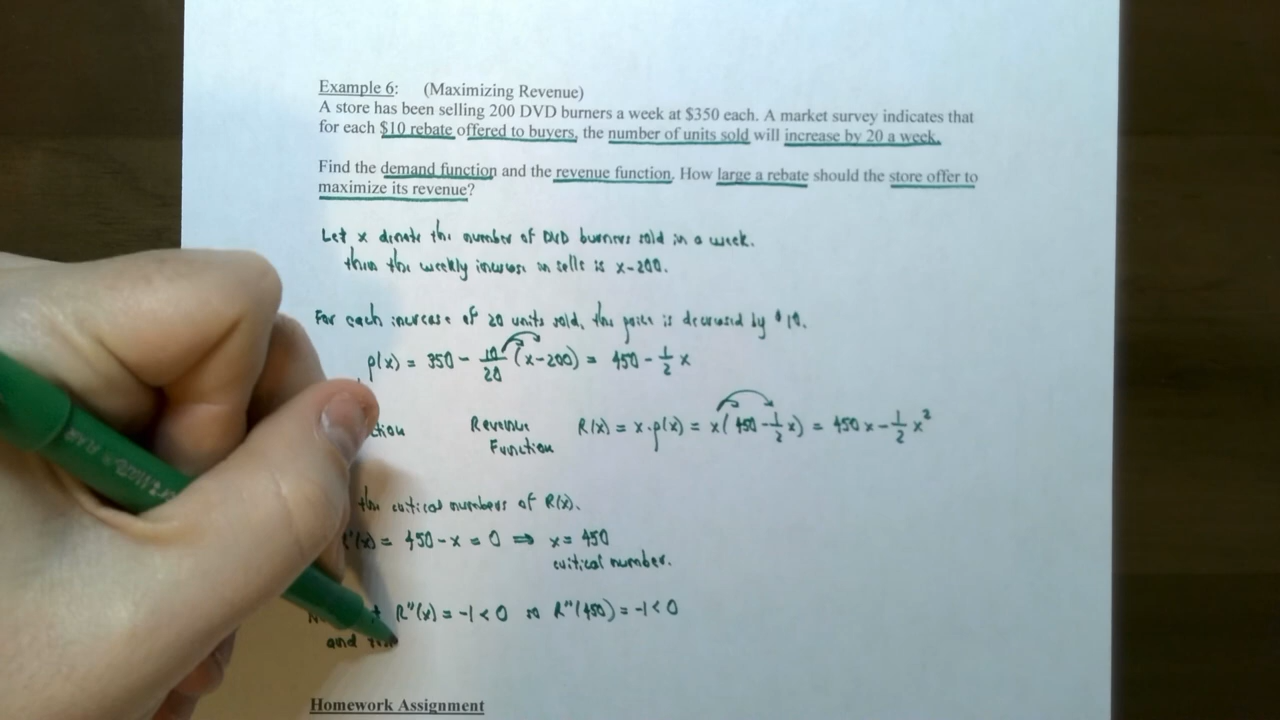 Example 6: (Maximizing Revenue)
A store has been selling 200 DVD burners a week at $350 each. A market survey indicates that
for each $10 rebate offered to buyers, the number of units sold will increase by 20 a week.
Find the demand function and the revenue function. How large a rebate should the store offer to
maximize its revenue?
Let x denote the number of DVD burners sold in a week.
then the weekly increase in sells is x-200.
For each increase of 20 units sold, the price is decreased by $10.
p(x) = 350 - 10/20 (x-200) = 450 - 1/2 x
ction Revenue Function R(x) = x·p(x) = x(450 - 1/2 x) = 450x - 1/2 x²
the critical numbers of R(x).
R'(x) = 450 - x = 0 ⇒ x = 450
critical number.
R"(x) = -1 < 0 so R"(450) = -1 < 0
and
Homework Assignment